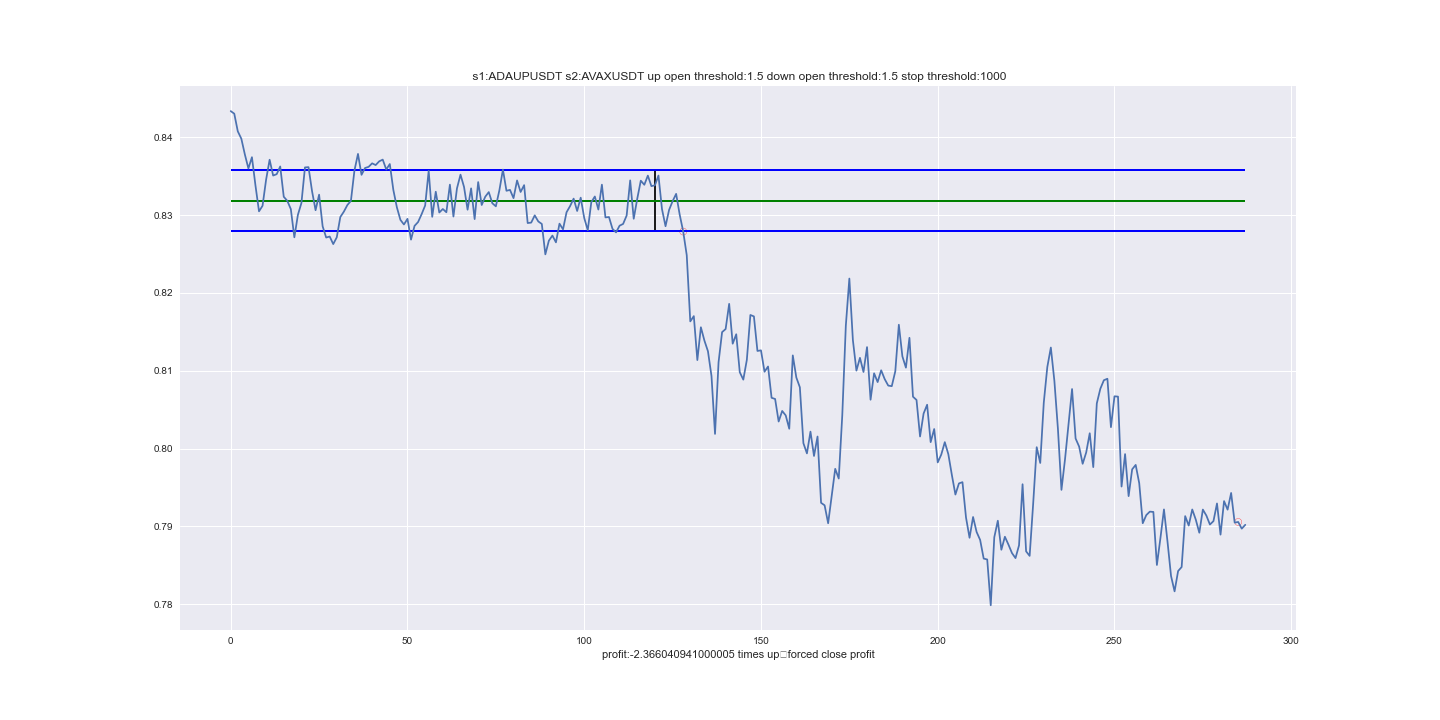 s1:ADAUPUSDT s2:AVAXUSDT up open threshold:1.5 down open threshold:1.5 stop threshold:1000
0.84
0.83
0.82
0.81
0.80
0.79
0.78
0 50 100 150 200 250 300
profit:-2.366040941000005 times up□forced close profit